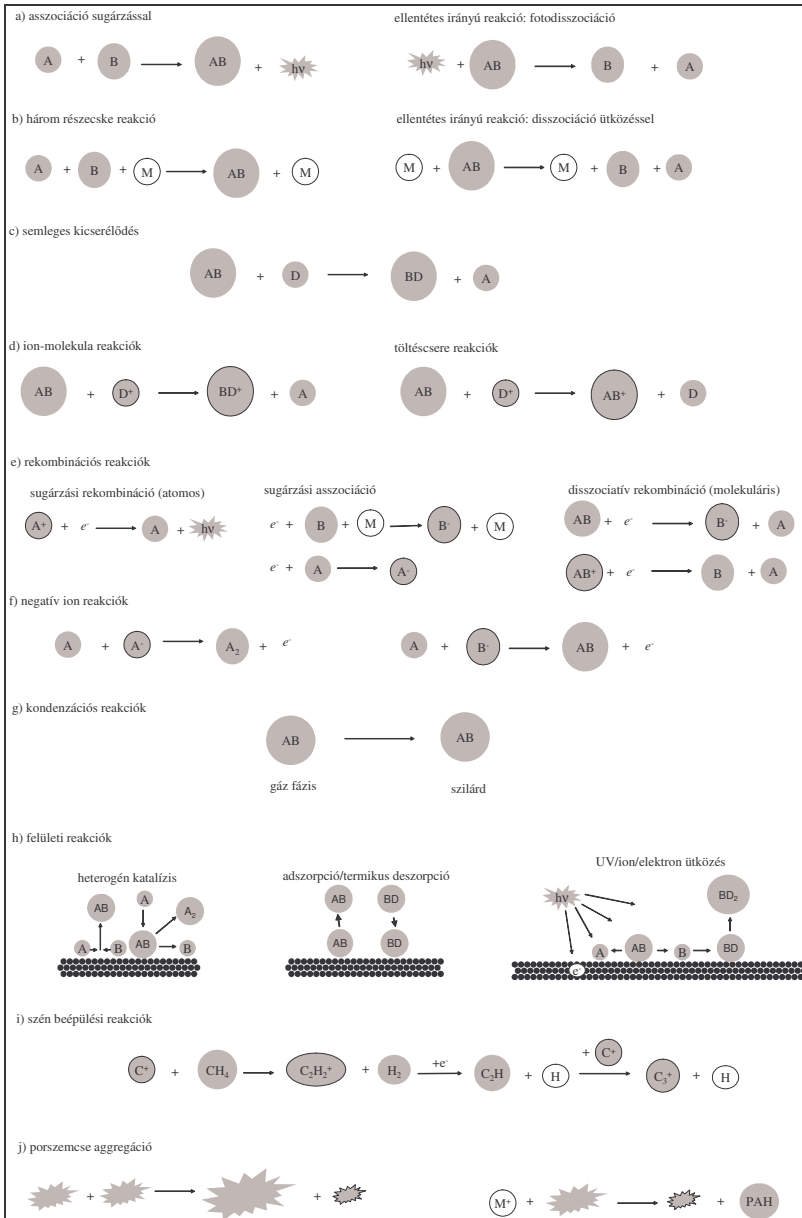 a) asszociáció sugárzással
A + B AB + hν
ellentétes irányú reakció: fotodisszociáció
hν + AB B + A
b) három részecske reakció
A + B + M AB + M
ellentétes irányú reakció: disszociáció ütközéssel
M + AB M + B + A
c) semleges kicserélődés
AB + D BD + A
d) ion-molekula reakciók
AB + D⁺ BD⁺ + A
töltéscsere reakciók
AB + D⁺ AB⁺ + D
e) rekombinációs reakciók
sugárzási rekombináció (atomos)
A⁺ + e⁻ A + hν
sugárzási asszociáció
e⁻ + B + M B⁻ + M
e⁻ + A A⁻
disszociatív rekombináció (molekuláris)
AB + e⁻ B⁻ + A
AB⁺ + e⁻ B + A
f) negatív ion reakciók
A + A⁻ A₂ + e⁻
A + B⁻ AB + e⁻
g) kondenzációs reakciók
AB AB
gáz fázis szilárd
h) felületi reakciók
heterogén katalízis
AB A A₂
A B AB B
adszorpció/termikus deszorpció
AB BD
AB BD
UV/ion/elektron ütközés
hν BD₂
A AB B BD
e⁻
i) szén beépülési reakciók
C⁺ + CH₄ C₂H₂⁺ + H₂ +e⁻ C₂H + H + C⁺ C₃⁺ + H
j) porszemcse aggregáció
+ +
M⁺ + + PAH